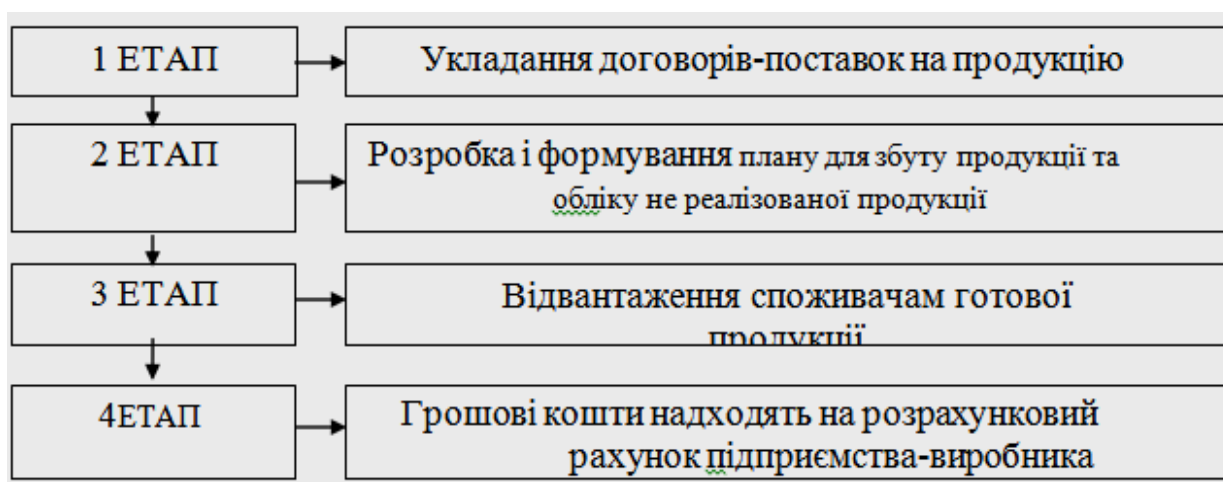 1 ЕТАП
Укладання договорів-поставок на продукцію
2 ЕТАП
Розробка і формування плану для збуту продукції та
обліку не реалізованої продукції
3 ЕТАП
Відвантаження споживачам готової
продукції
4ЕТАП
Грошові кошти надходять на розрахунковий
рахунок підприємства-виробника